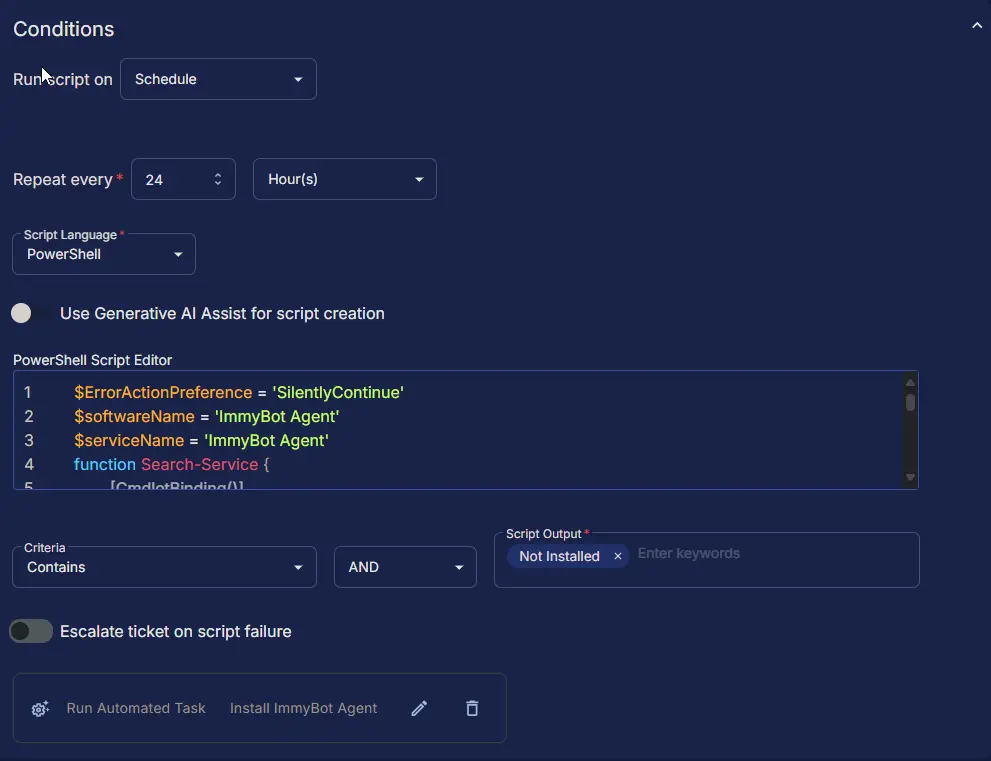 Conditions
Run script on Schedule
Repeat every * 24 Hour(s)
Script Language *
PowerShell
Use Generative AI Assist for script creation
PowerShell Script Editor
1 $ErrorActionPreference = 'SilentlyContinue'
2 $softwareName = 'ImmyBot Agent'
3 $serviceName = 'ImmyBot Agent'
4 function Search-Service {
5 [CmdletBinding()]
Criteria
Contains
AND
Script Output *
Not Installed × Enter keywords
Escalate ticket on script failure
Run Automated Task Install ImmyBot Agent